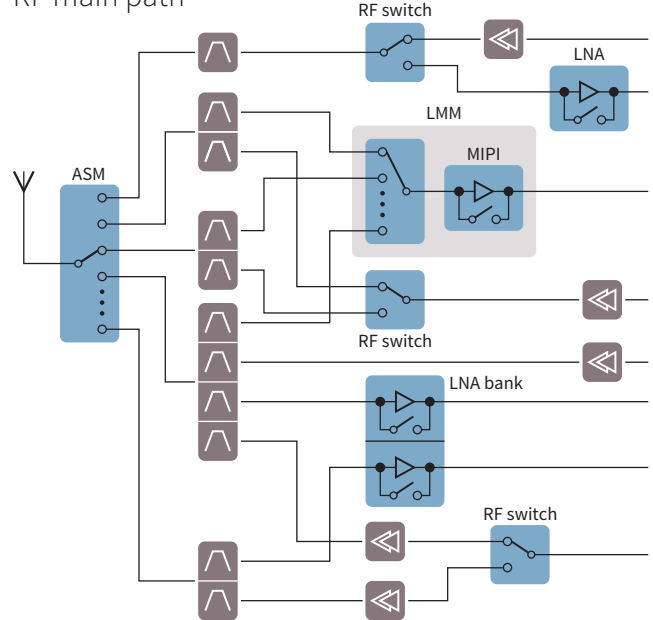 RF main path
RF switch
LNA
LMM
MIPI
ASM
RF switch
LNA bank
RF switch